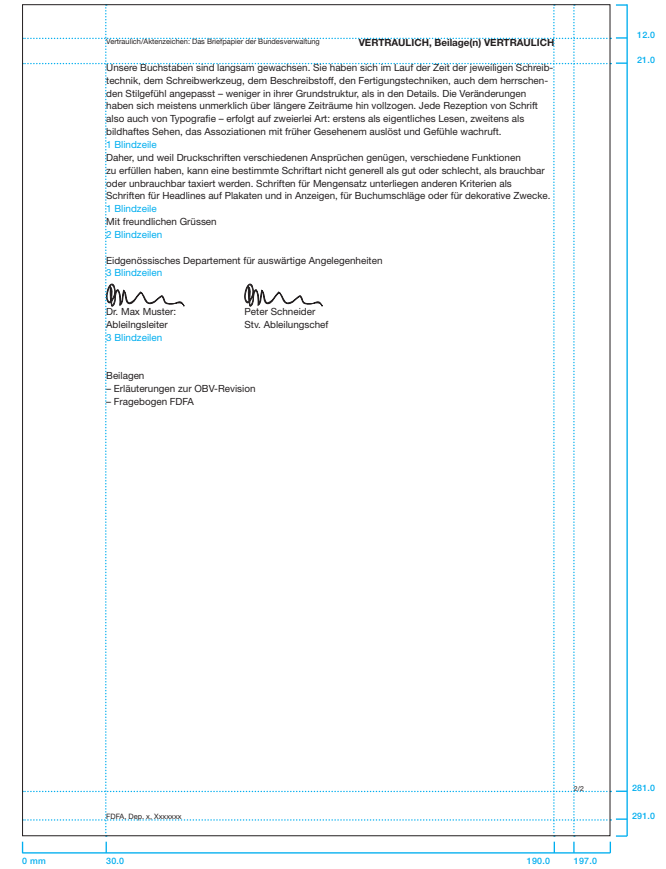 Vertraulich/Aktenzeichen: Das Briefpapier der Bundesverwaltung VERTRAULICH, Beilage(n) VERTRAULICH
12.0
21.0
Unsere Buchstaben sind langsam gewachsen. Sie haben sich im Lauf der Zeit der jeweiligen Schreib-
technik, dem Schreibwerkzeug, dem Beschreibstoff, den Fertigungstechniken, auch dem herrschen-
den Stilgefühl angepasst – weniger in ihrer Grundstruktur, als in den Details. Die Veränderungen
haben sich meistens unmerklich über längere Zeiträume hin vollzogen. Jede Rezeption von Schrift
also auch von Typografie – erfolgt auf zweierlei Art: erstens als eigentliches Lesen, zweitens als
bildhaftes Sehen, das Assoziationen mit früher Gesehenem auslöst und Gefühle wachruft.
1 Blindzeile
Daher, und weil Druckschriften verschiedenen Ansprüchen genügen, verschiedene Funktionen
zu erfüllen haben, kann eine bestimmte Schriftart nicht generell als gut oder schlecht, als brauchbar
oder unbrauchbar taxiert werden. Schriften für Mengensatz unterliegen anderen Kriterien als
Schriften für Headlines auf Plakaten und in Anzeigen, für Buchumschläge oder für dekorative Zwecke.
1 Blindzeile
Mit freundlichen Grüssen
2 Blindzeilen
Eidgenössisches Departement für auswärtige Angelegenheiten
3 Blindzeilen
Dr. Max Muster: Peter Schneider
Ableilngsleiter Stv. Ableilungschef
3 Blindzeilen
Beilagen
– Erläuterungen zur OBV-Revision
– Fragebogen FDFA
2/2
281.0
FDFA, Dep. x, Xxxxxxx
291.0
0 mm 30.0 190.0 197.0